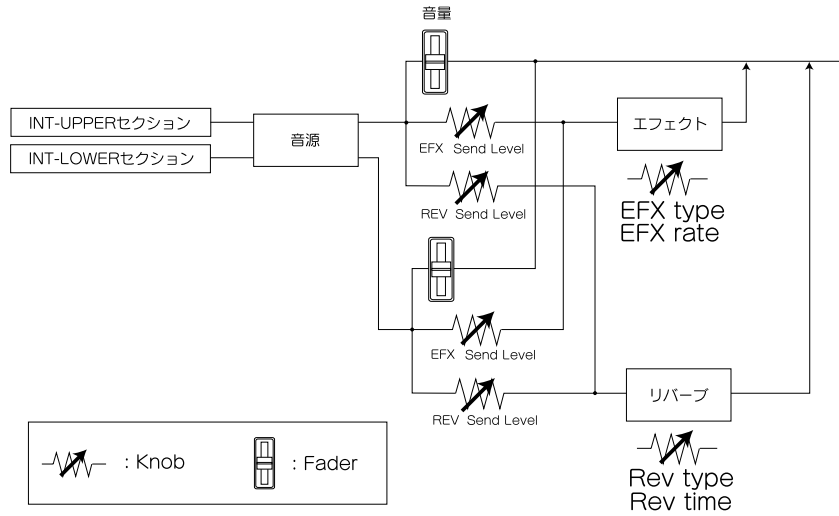 音量
INT-UPPERセクション
INT-LOWERセクション
音源
EFX Send Level
REV Send Level
エフェクト
EFX type
EFX rate
EFX Send Level
REV Send Level
リバーブ
Rev type
Rev time
: Knob
: Fader